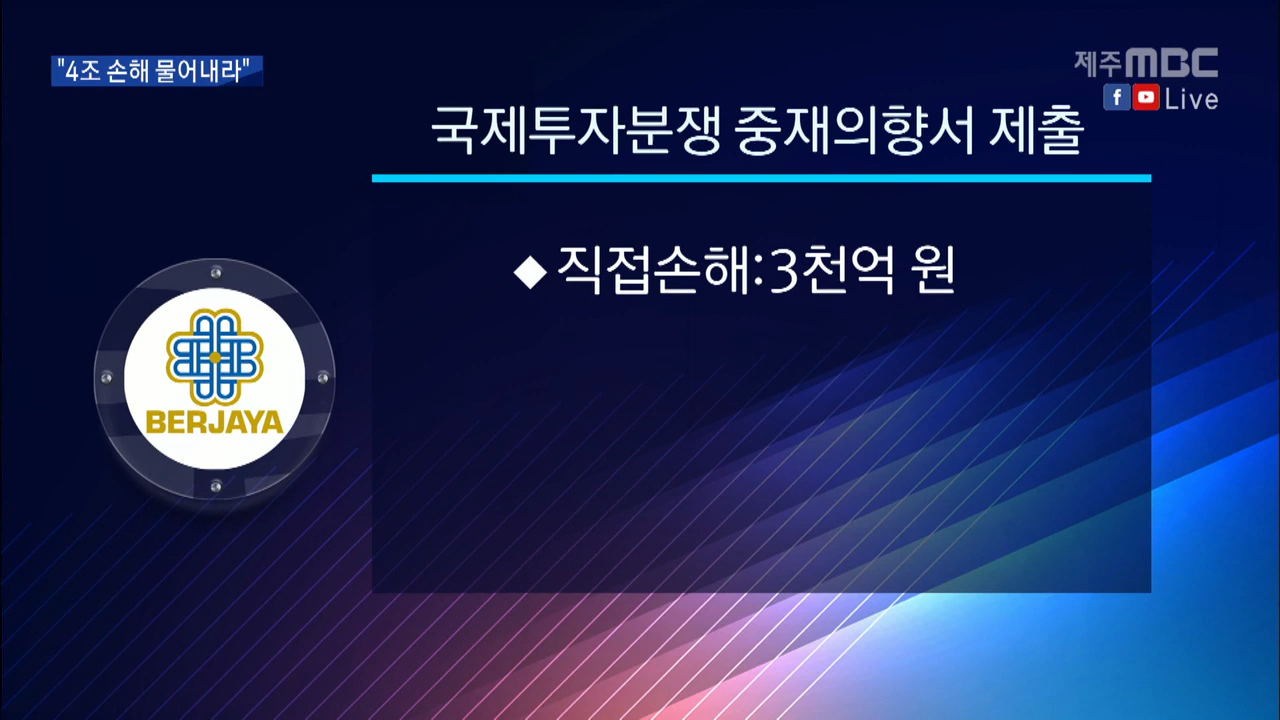 "4조 손해 물어내라"
제주MBC
f Live
국제투자분쟁 중재의향서 제출
◆ 직접손해:3천억 원
BERJAYA